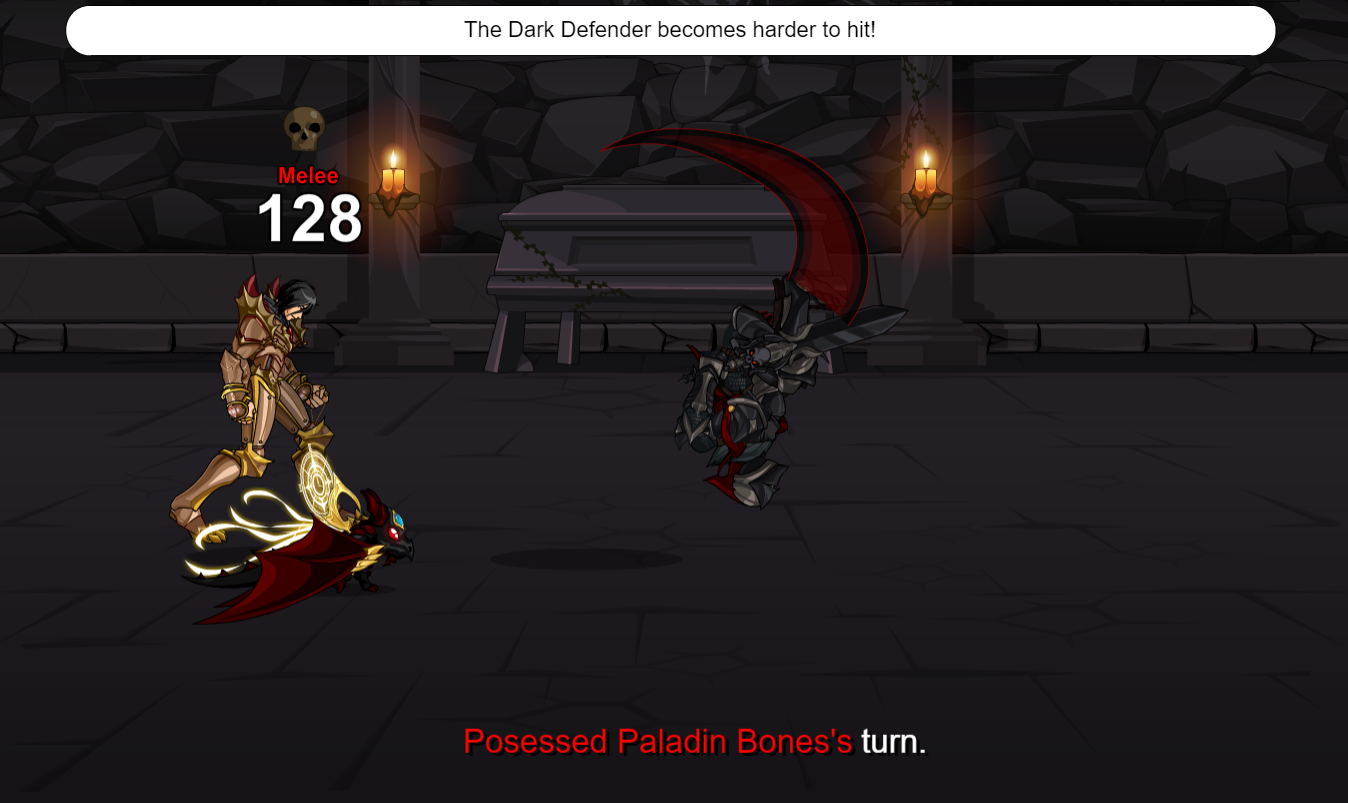 The Dark Defender becomes harder to hit!
Melee
128
Posessed Paladin Bones's turn.